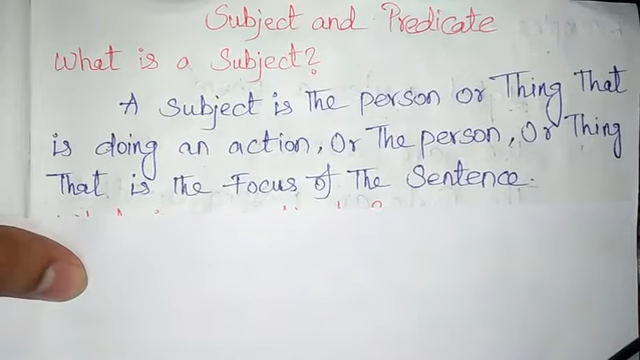 Subject and Predicate
What is a Subject?
A Subject is The person or Thing That
is doing an action, Or The person, Or Thing
That is The Focus of The Sentence.